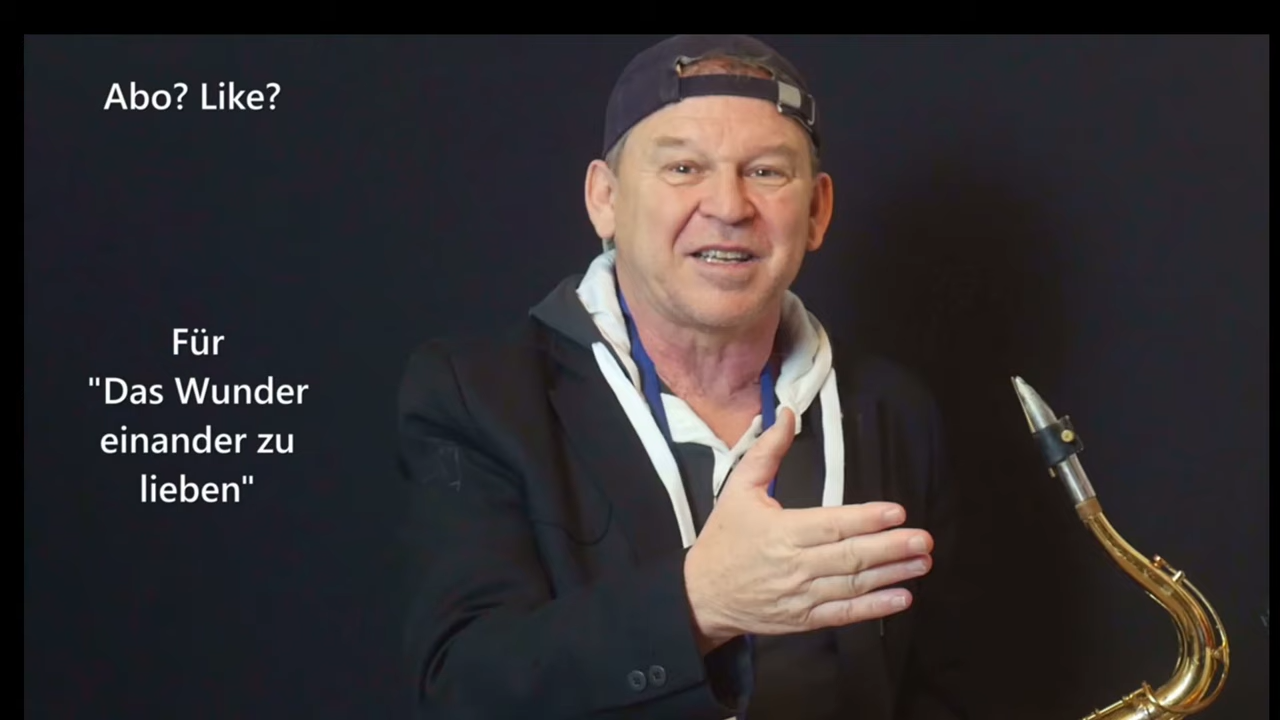 Abo? Like?
Für
"Das Wunder
einander zu
lieben"